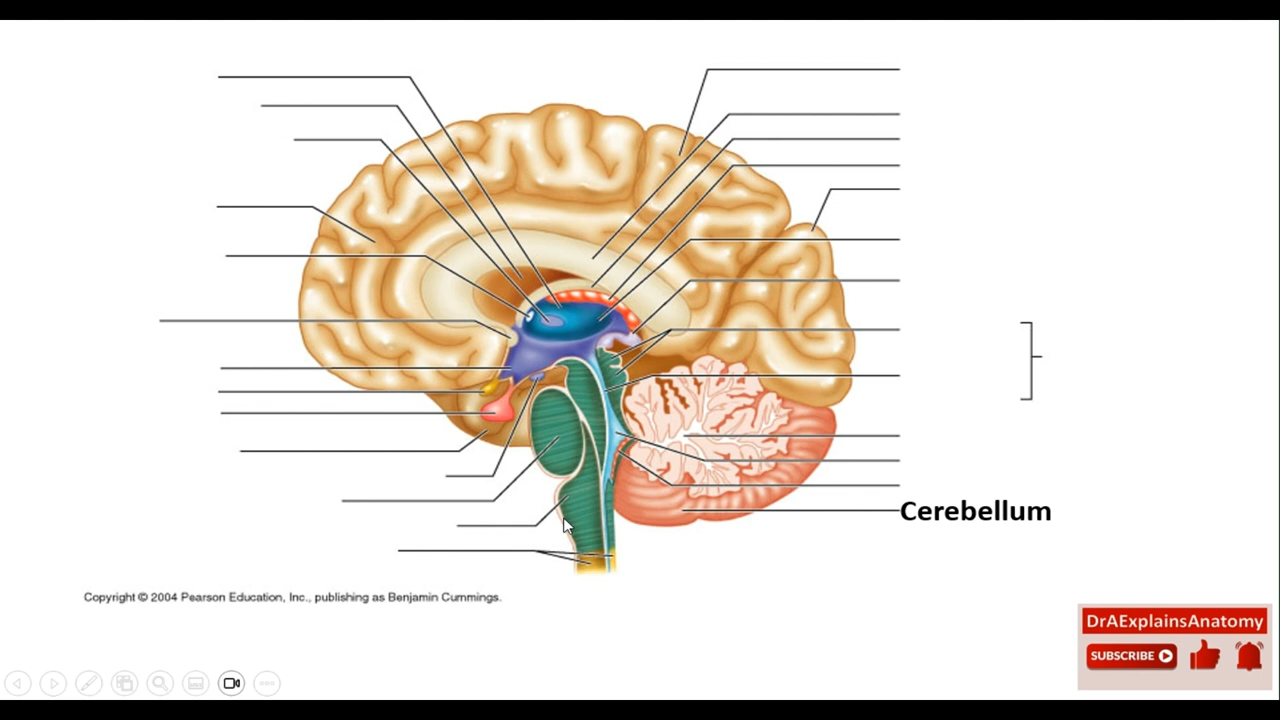 Cerebellum
Copyright © 2004 Pearson Education, Inc., publishing as Benjamin Cummings.
DrAExplainsAnatomy
SUBSCRIBE